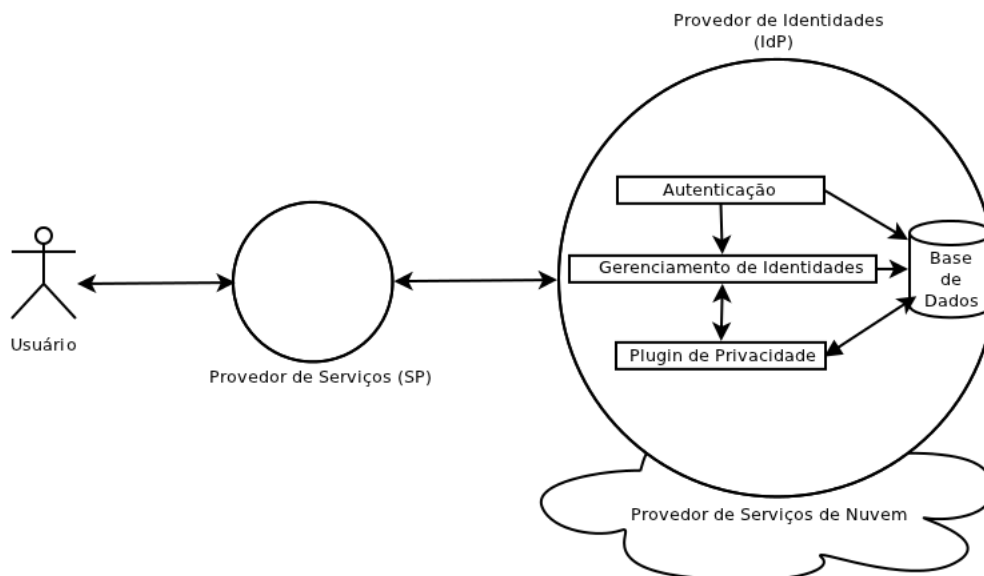 Provedor de Identidades
(IdP)
Autenticação
Gerenciamento de Identidades
Base
de
Dados
Plugin de Privacidade
Usuário
Provedor de Serviços (SP)
Provedor de Serviços de Nuvem